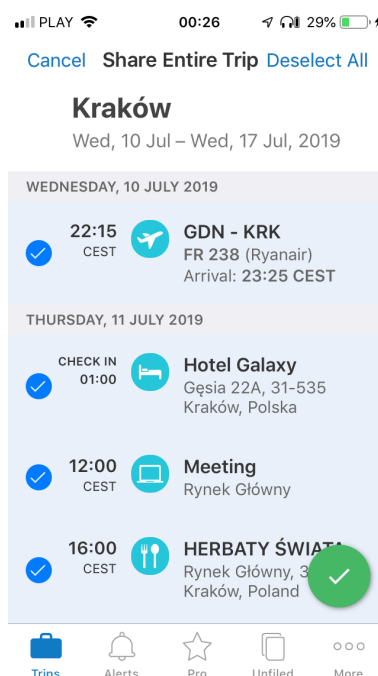 PLAY 00:26 29%
Cancel Share Entire Trip Deselect All
Kraków
Wed, 10 Jul – Wed, 17 Jul, 2019
WEDNESDAY, 10 JULY 2019
22:15 GDN - KRK
CEST FR 238 (Ryanair)
Arrival: 23:25 CEST
THURSDAY, 11 JULY 2019
CHECK IN Hotel Galaxy
01:00 Gęsia 22A, 31-535
Kraków, Polska
12:00 Meeting
CEST Rynek Główny
16:00 HERBATY ŚWIATA
CEST Rynek Główny, 3
Kraków, Poland
Trips Alerts Pro Unfiled More